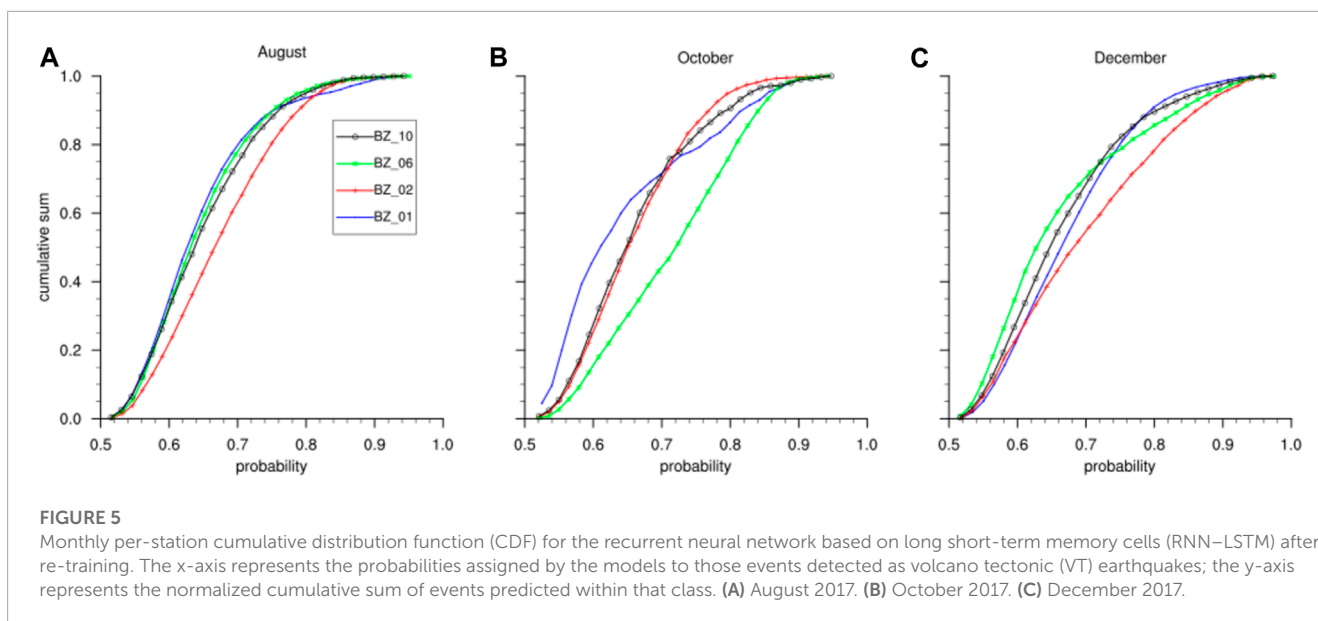 A
August
cumulative sum
1.0
0.8
0.6
0.4
0.2
0.0
BZ_10
BZ_06
BZ_02
BZ_01
0.5 0.6 0.7 0.8 0.9 1.0
probability
B
October
0.5 0.6 0.7 0.8 0.9 1.0
probability
C
December
0.5 0.6 0.7 0.8 0.9 1.0
probability
FIGURE 5
Monthly per-station cumulative distribution function (CDF) for the recurrent neural network based on long short-term memory cells (RNN–LSTM) after
re-training. The x-axis represents the probabilities assigned by the models to those events detected as volcano tectonic (VT) earthquakes; the y-axis
represents the normalized cumulative sum of events predicted within that class. (A) August 2017. (B) October 2017. (C) December 2017.